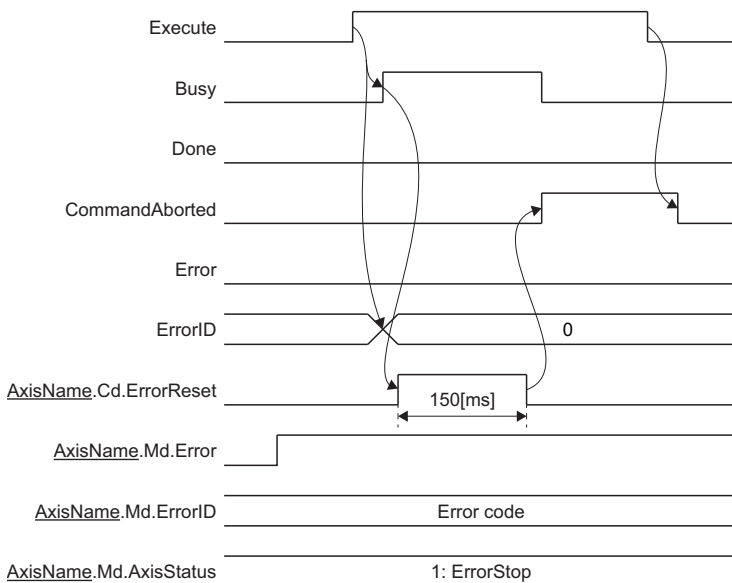 Execute
Busy
Done
CommandAborted
Error
ErrorID
0
AxisName.Cd.ErrorReset
150[ms]
AxisName.Md.Error
AxisName.Md.ErrorID
Error code
AxisName.Md.AxisStatus
1: ErrorStop